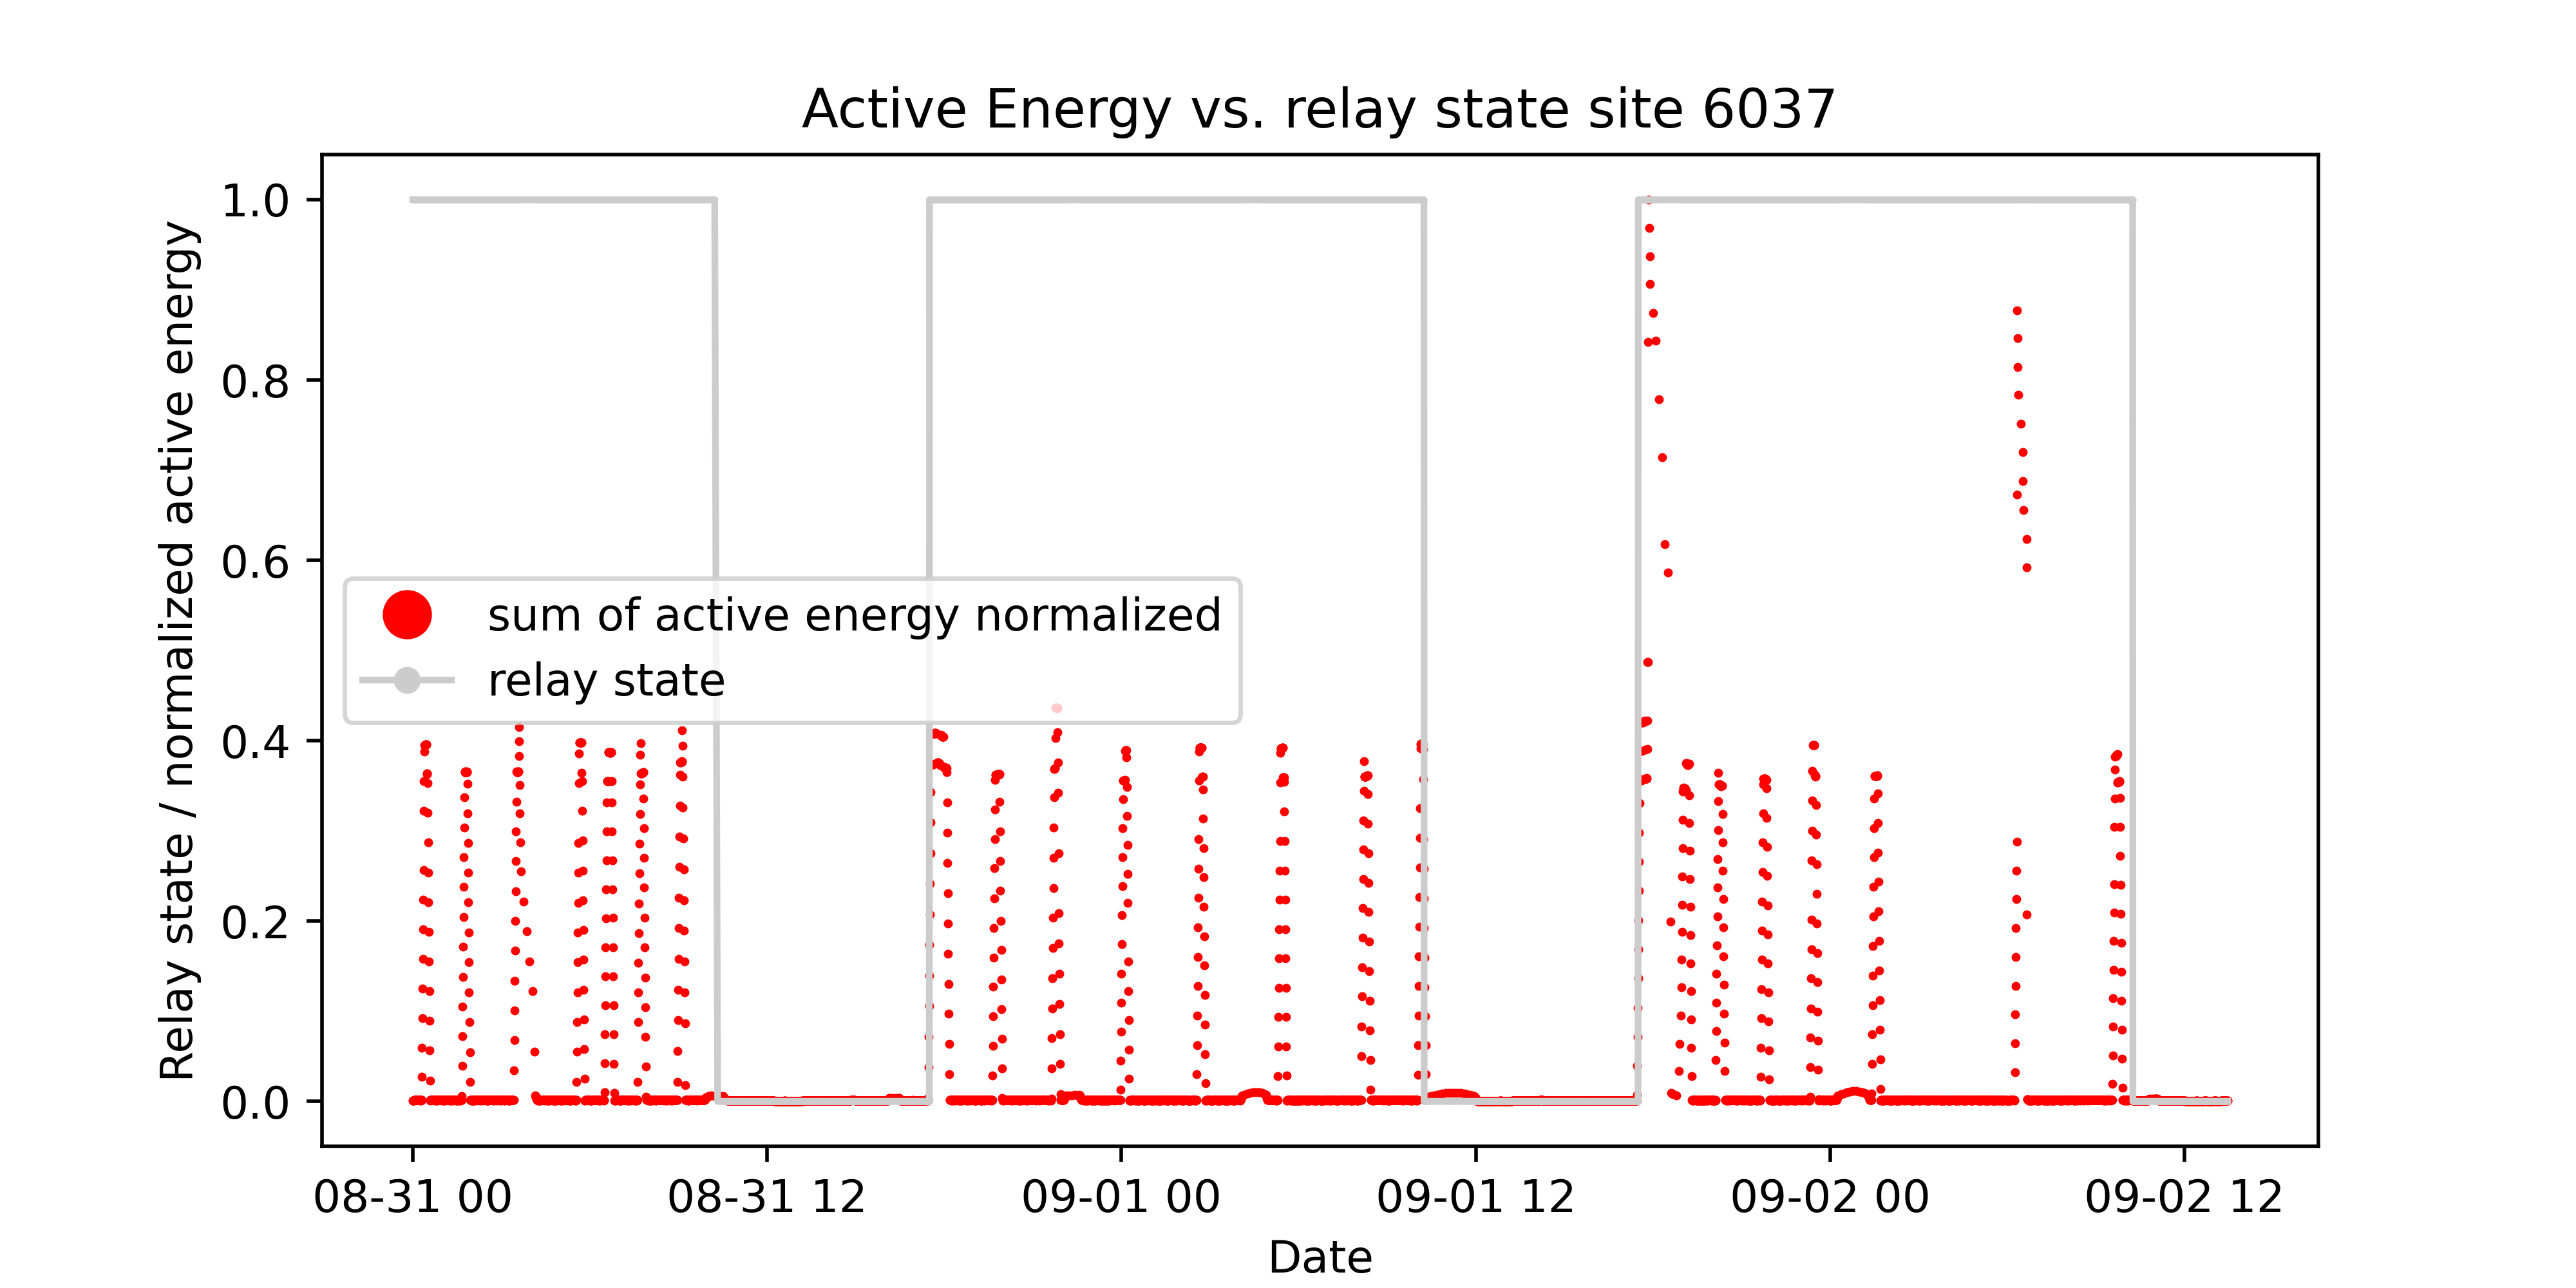 Active Energy vs. relay state site 6037
Relay state / normalized active energy
1.0
0.8
0.6
0.4
0.2
0.0
sum of active energy normalized
relay state
08-31 00
08-31 12
09-01 00
09-01 12
09-02 00
09-02 12
Date